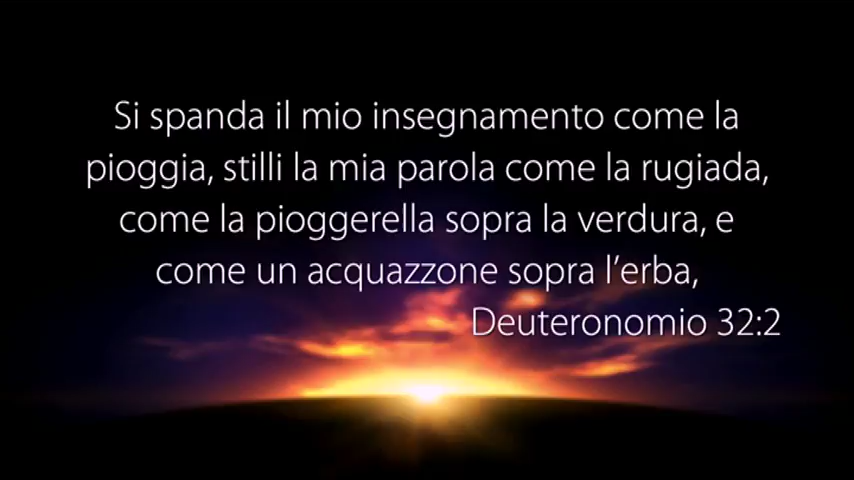 Si spanda il mio insegnamento come la
pioggia, stilli la mia parola come la rugiada,
come la pioggerella sopra la verdura, e
come un acquazzone sopra l’erba,
Deuteronomio 32:2